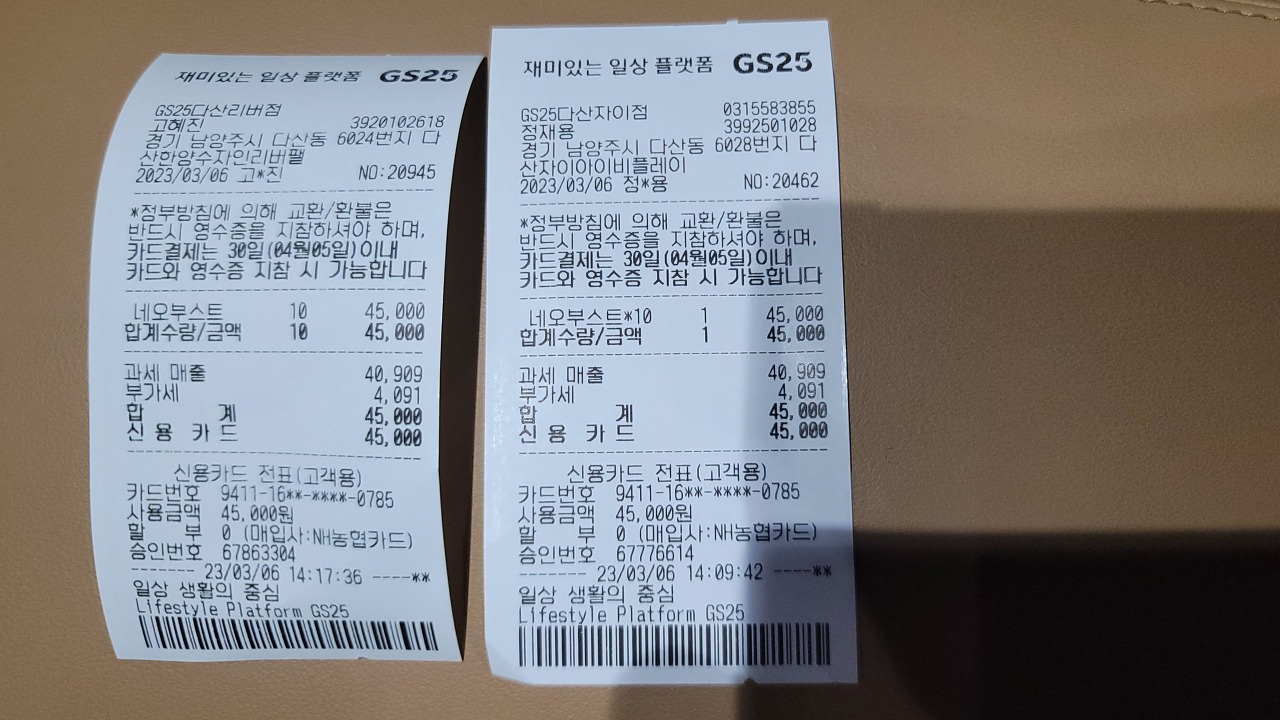 재미있는 일상 플랫폼 GS25
GS25다산리버점
고혜진 3920102618
경기 남양주시 다산동 6024번지 다
산한양수자인리버팰
2023/03/06 고*진 NO:20945
*정부방침에 의해 교환/환불은
반드시 영수증을 지참하셔야 하며,
카드결제는 30일(04월05일)이내
카드와 영수증 지참 시 가능합니다
네오부스트 10 45,000
합계수량/금액 10 45,000
과세 매출 40,909
부가세 4,091
합 계 45,000
신 용 카 드 45,000
신용카드 전표(고객용)
카드번호 9411-16**-****-0785
사용금액 45,000원
할 부 0 (매입사:NH농협카드)
승인번호 67863304
------- 23/03/06 14:17:36 ----**
일상 생활의 중심
Lifestyle Platform GS25
재미있는 일상 플랫폼 GS25
GS25다산자이점 0315583855
정재용 3992501028
경기 남양주시 다산동 6028번지 다
산자이아이비플레이
2023/03/06 정*용 NO:20462
*정부방침에 의해 교환/환불은
반드시 영수증을 지참하셔야 하며,
카드결제는 30일(04월05일)이내
카드와 영수증 지참 시 가능합니다
네오부스트*10 1 45,000
합계수량/금액 1 45,000
과세 매출 40,909
부가세 4,091
합 계 45,000
신 용 카 드 45,000
신용카드 전표(고객용)
카드번호 9411-16**-****-0785
사용금액 45,000원
할 부 0 (매입사:NH농협카드)
승인번호 67776614
------- 23/03/06 14:09:42 ----**
일상 생활의 중심
Lifestyle Platform GS25